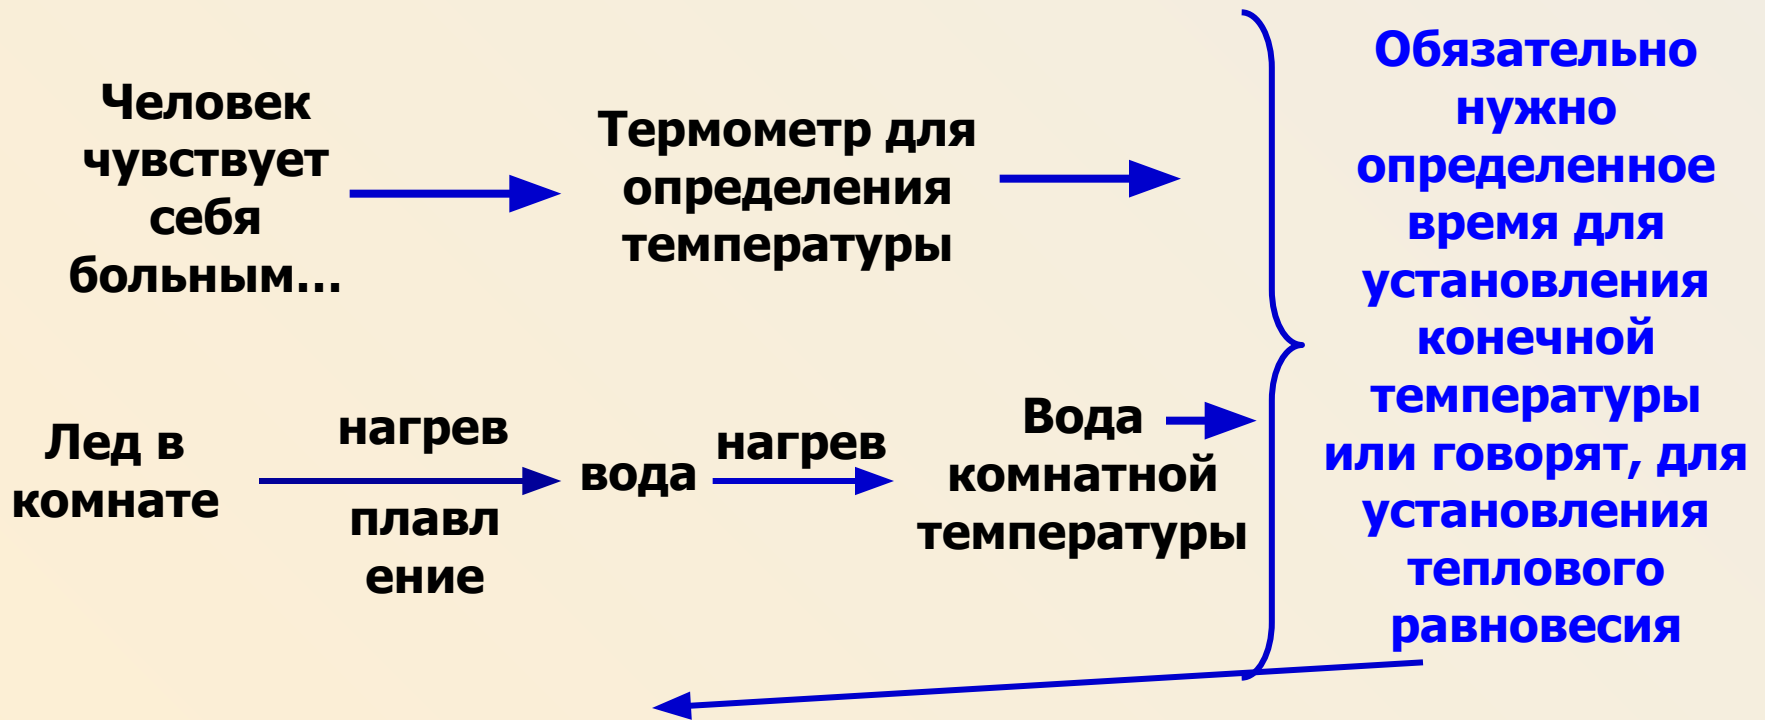 Человек
чувствует
себя
больным...
Термометр для
определения
температуры
Лед в
комнате
нагрев
плавл
ение
вода
нагрев
Вода
комнатной
температуры
Обязательно
нужно
определенное
время для
установления
конечной
температуры
или говорят, для
установления
теплового
равновесия